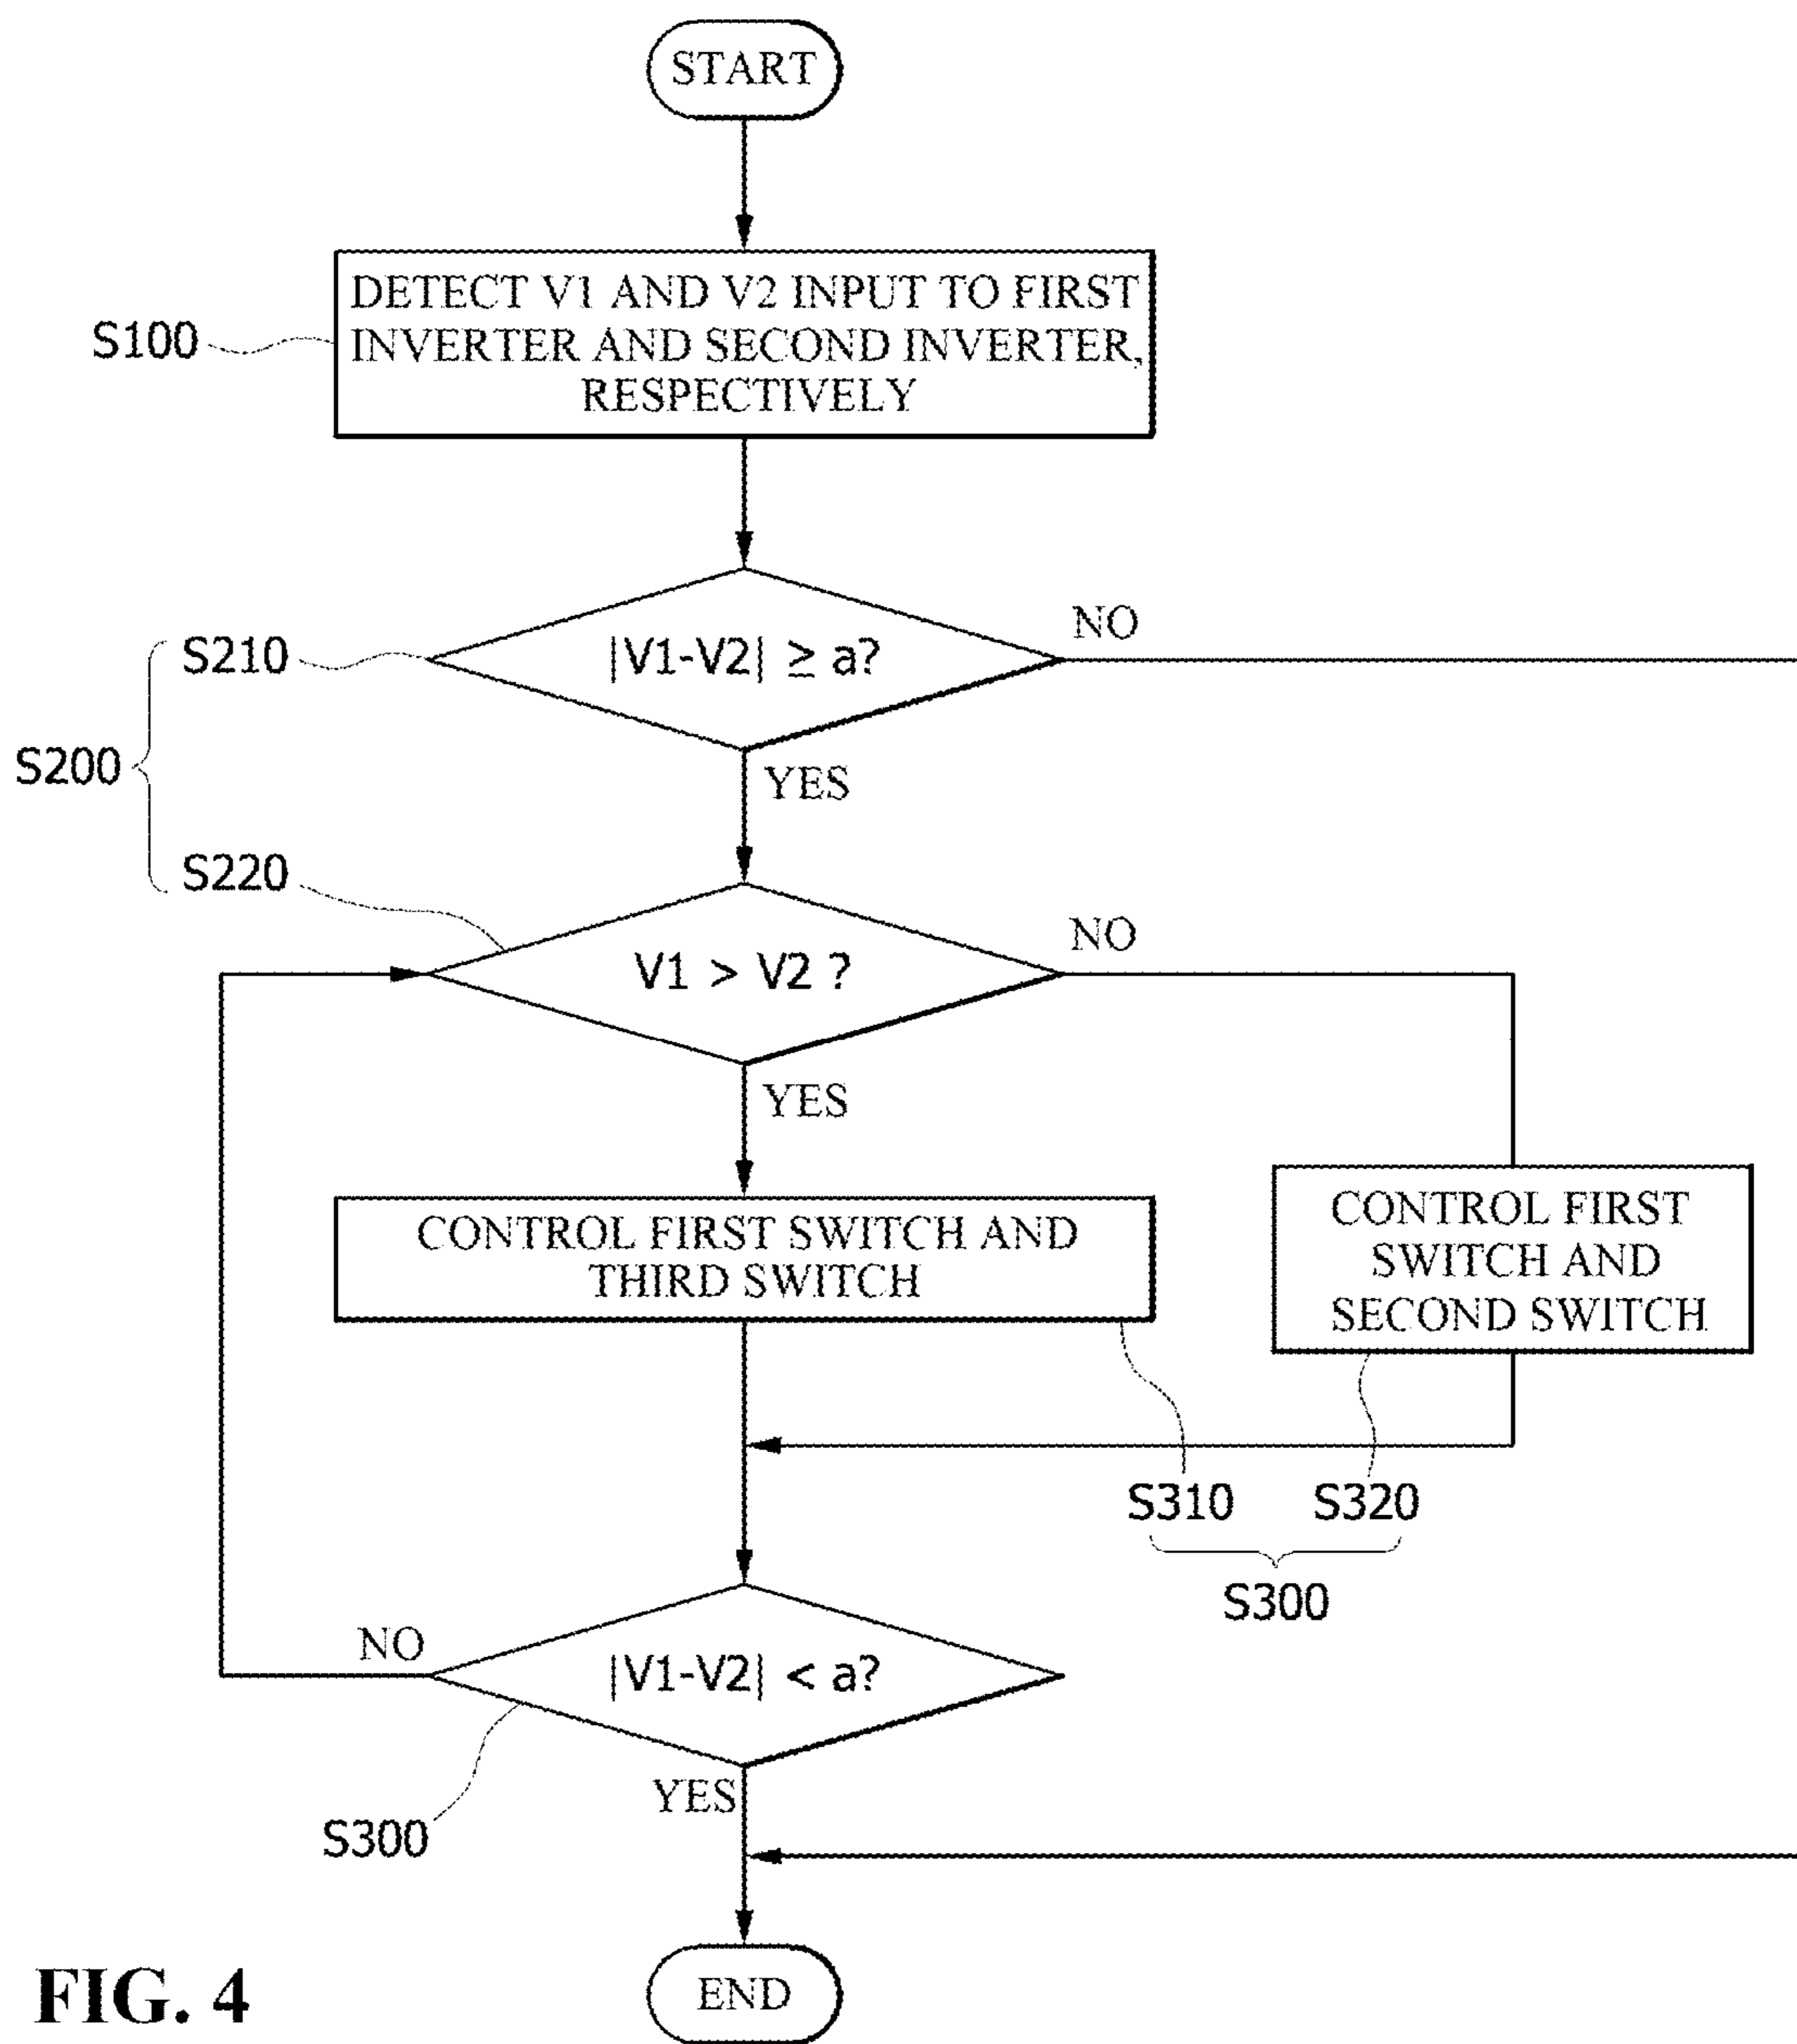 START
DETECT V1 AND V2 INPUT TO FIRST
INVERTER AND SECOND INVERTER,
RESPECTIVELY
S100
|V1-V2| ≥ a?
NO
S210
S200
YES
S220
V1 > V2 ?
NO
YES
CONTROL FIRST SWITCH AND
THIRD SWITCH
CONTROL FIRST
SWITCH AND
SECOND SWITCH
S310
S320
S300
NO
|V1-V2| < a?
YES
S300
END
FIG. 4